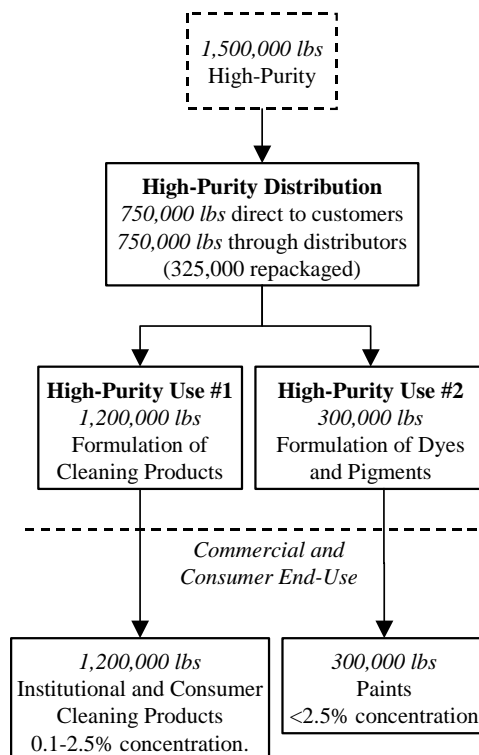 1,500,000 lbs
High-Purity
High-Purity Distribution
750,000 lbs direct to customers
750,000 lbs through distributors
(325,000 repackaged)
High-Purity Use #1
1,200,000 lbs
Formulation of
Cleaning Products
High-Purity Use #2
300,000 lbs
Formulation of Dyes
and Pigments
Commercial and
Consumer End-Use
1,200,000 lbs
Institutional and Consumer
Cleaning Products
0.1-2.5% concentration.
300,000 lbs
Paints
<2.5% concentration